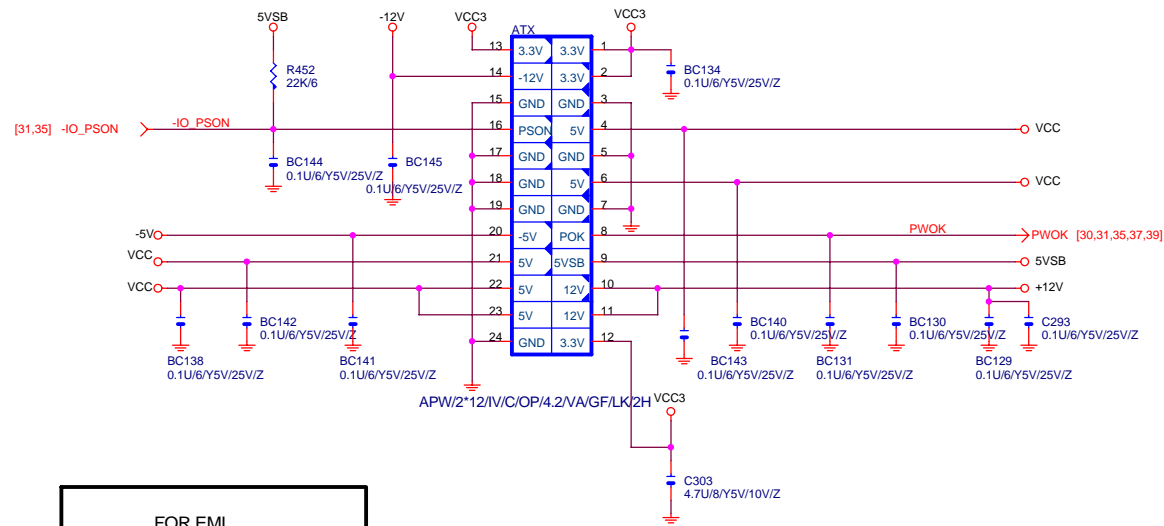 5VSB
-12V
VCC3
VCC3
ATX
R452
22K/6
13 3.3V 3.3V 1
14 -12V 3.3V 2
15 GND GND 3
16 PSON 5V 4
17 GND GND 5
18 GND 5V 6
19 GND GND 7
20 -5V POK 8
21 5V 5VSB 9
22 5V 12V 10
23 5V 12V 11
24 GND 3.3V 12
BC134
0.1U/6/Y5V/25V/Z
[31,35] -IO_PSON
-IO_PSON
VCC
BC144
0.1U/6/Y5V/25V/Z
BC145
0.1U/6/Y5V/25V/Z
VCC
-5V
PWOK
PWOK [30,31,35,37,39]
VCC
5VSB
VCC
+12V
BC142
0.1U/6/Y5V/25V/Z
BC140
0.1U/6/Y5V/25V/Z
BC130
0.1U/6/Y5V/25V/Z
C293
0.1U/6/Y5V/25V/Z
BC138
0.1U/6/Y5V/25V/Z
BC141
0.1U/6/Y5V/25V/Z
BC143
0.1U/6/Y5V/25V/Z
BC131
0.1U/6/Y5V/25V/Z
BC129
0.1U/6/Y5V/25V/Z
APW/2*12/IV/C/OP/4.2/VA/GF/LK/2H
VCC3
C303
4.7U/8/Y5V/10V/Z
FOR EMI